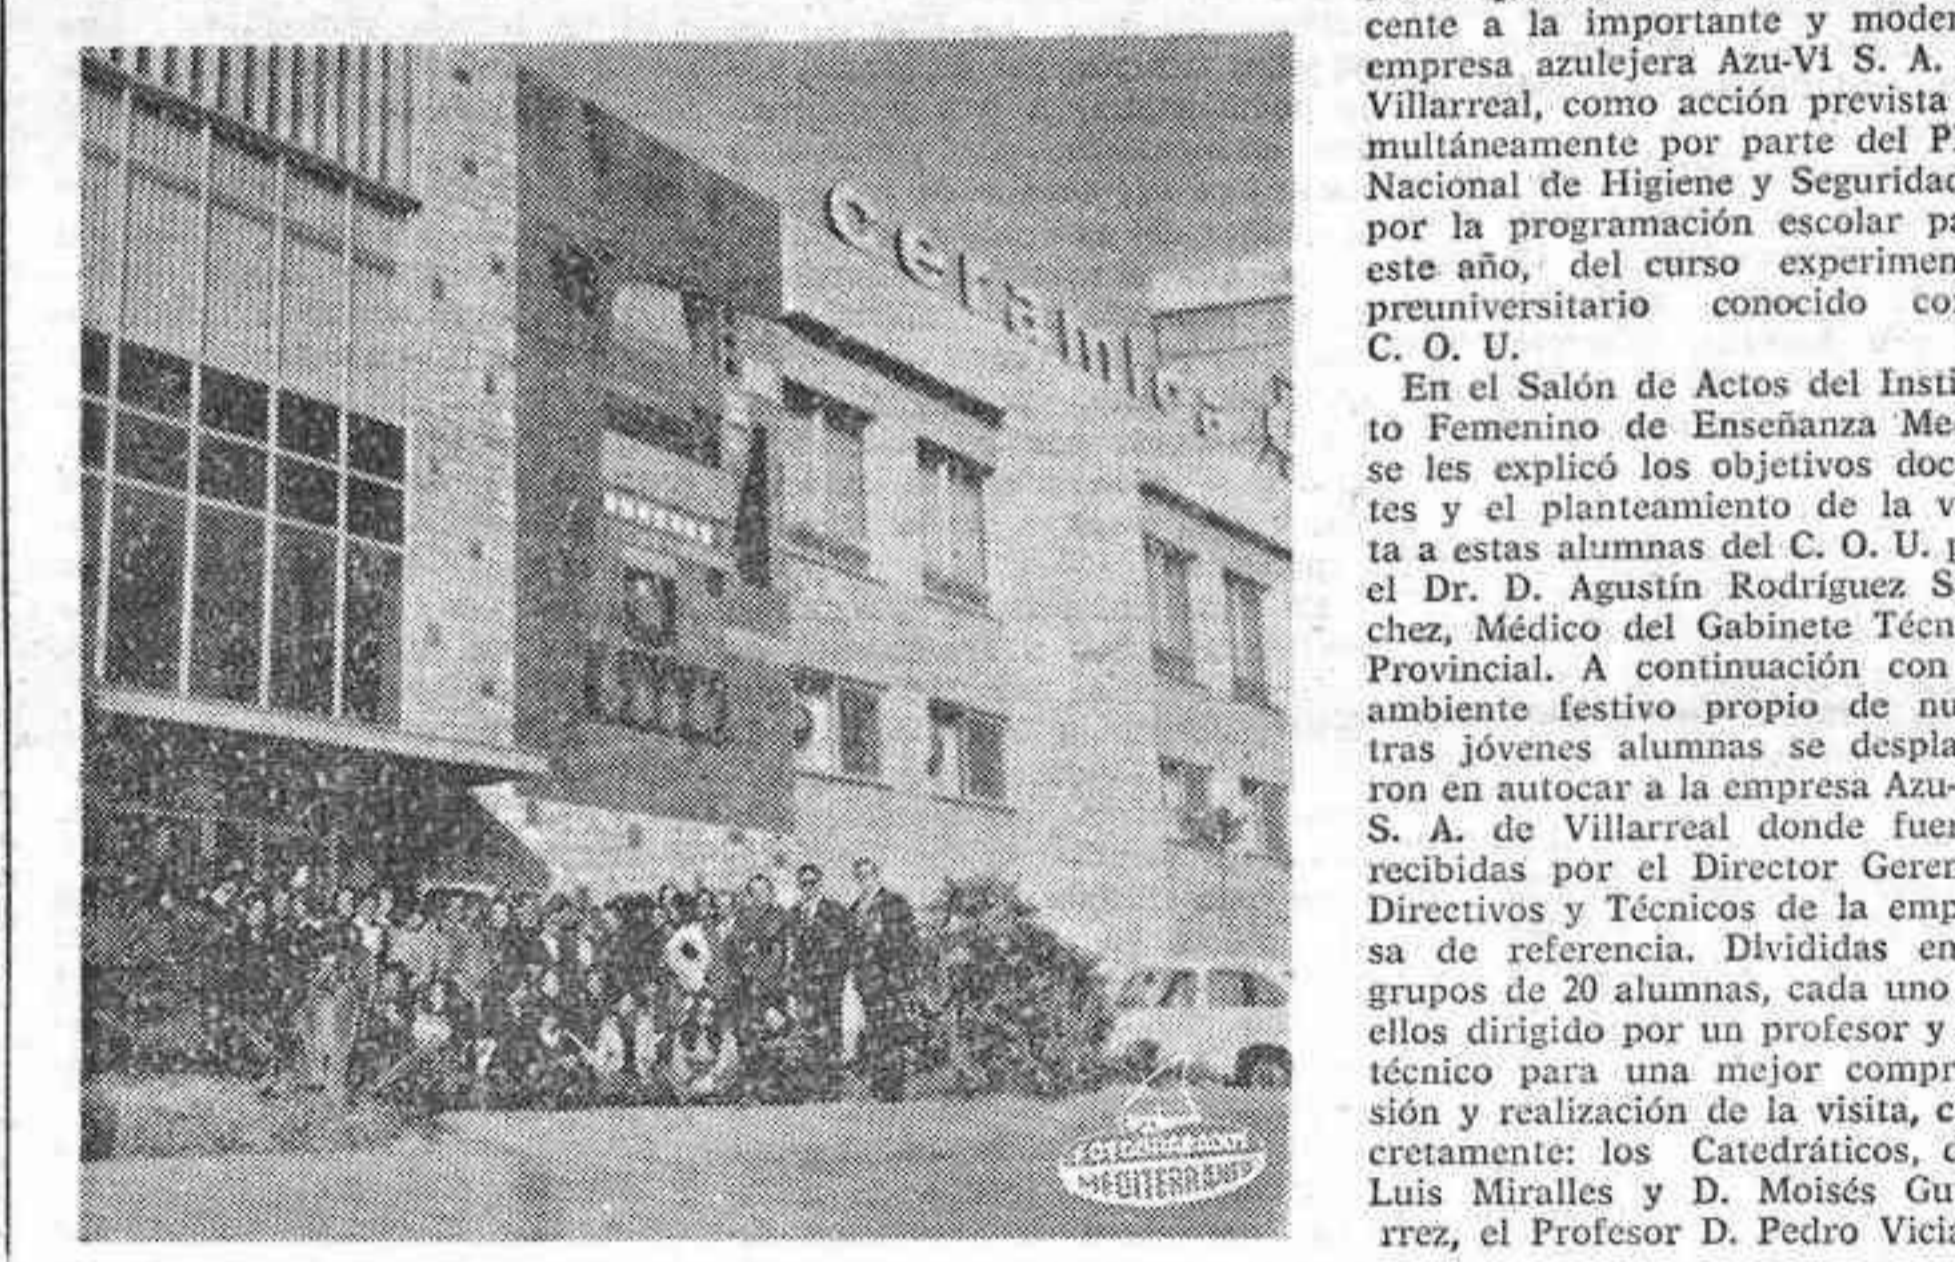 Ceramic
MEDITERRANEO
cente a la importante y moder
empresa azulejera Azu-Vi S. A.
Villarreal, como acción prevista
multáneamente por parte del P
Nacional de Higiene y Seguridad
por la programación escolar pa
este año, del curso experimen
preuniversitario conocido co
C. O. U.
En el Salón de Actos del Insti
to Femenino de Enseñanza Me
se les explicó los objetivos doc
tes y el planteamiento de la v
ta a estas alumnas del C. O. U. p
el Dr. D. Agustín Rodríguez S
chez, Médico del Gabinete Técn
Provincial. A continuación con
ambiente festivo propio de nu
tras jóvenes alumnas se despla
ron en autocar a la empresa Azu-
S. A. de Villarreal donde fuer
recibidas por el Director Geren
Directivos y Técnicos de la emp
sa de referencia. Divididas en
grupos de 20 alumnas, cada uno
ellos dirigido por un profesor y
técnico para una mejor compr
sión y realización de la visita, c
cretamente: los Catedráticos, d
Luis Miralles y D. Moisés Gu
rrez, el Profesor D. Pedro Vicia